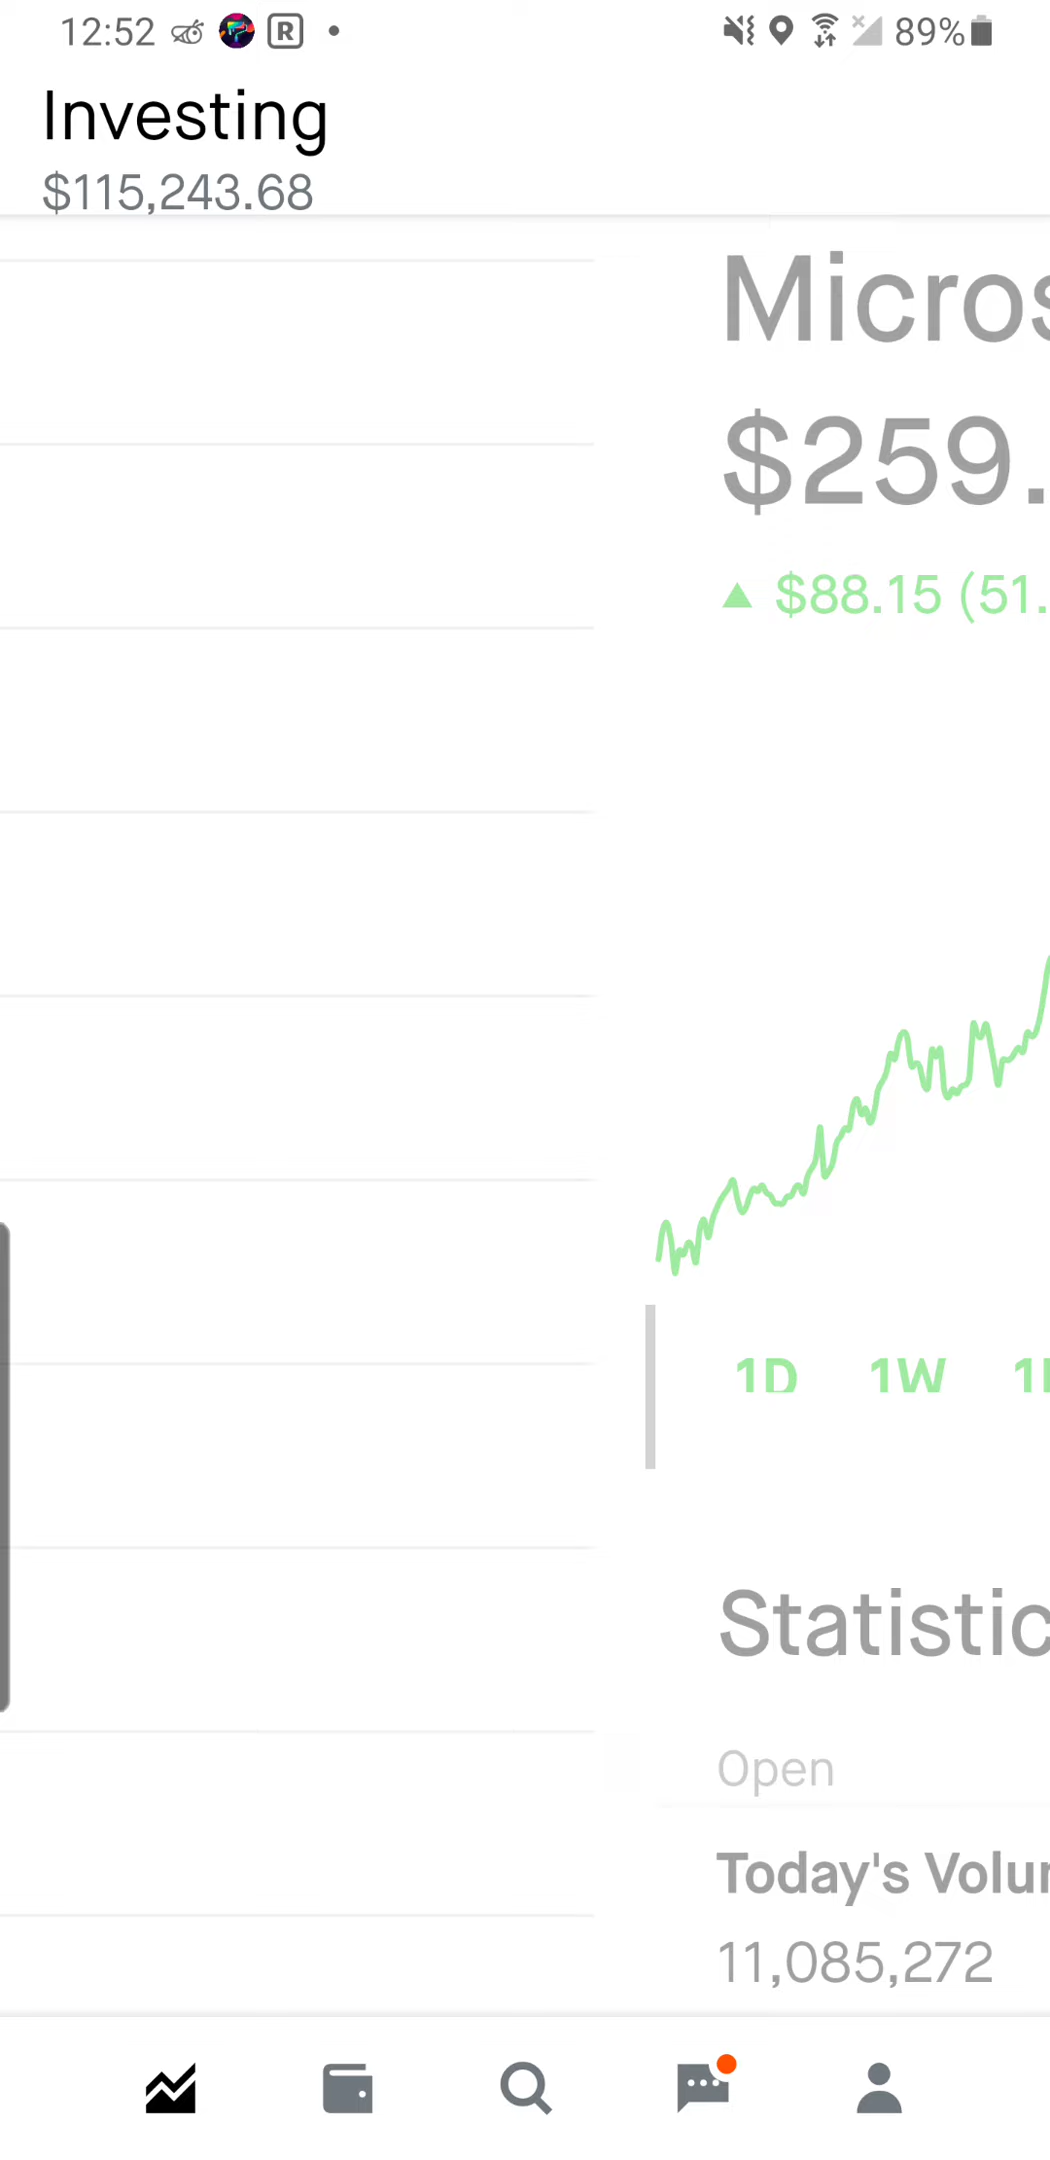 12:52 R 89%
Investing
$115,243.68
Micros
$259.
▲ $88.15 (51.
1D 1W 1
Statistic
Open
Today's Volu
11,085,272